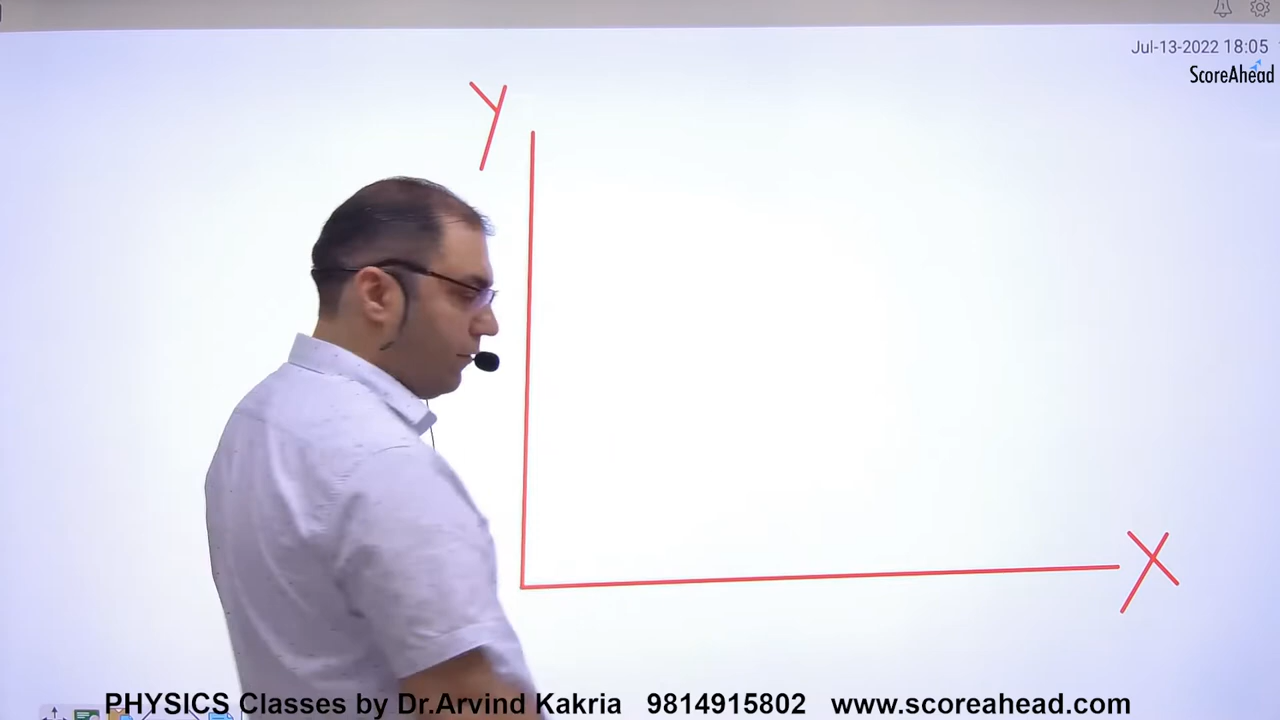 Jul-13-2022 18:05
ScoreAhead
Y
X
PHYSICS Classes by Dr.Arvind Kakria 9814915802 www.scoreahead.com